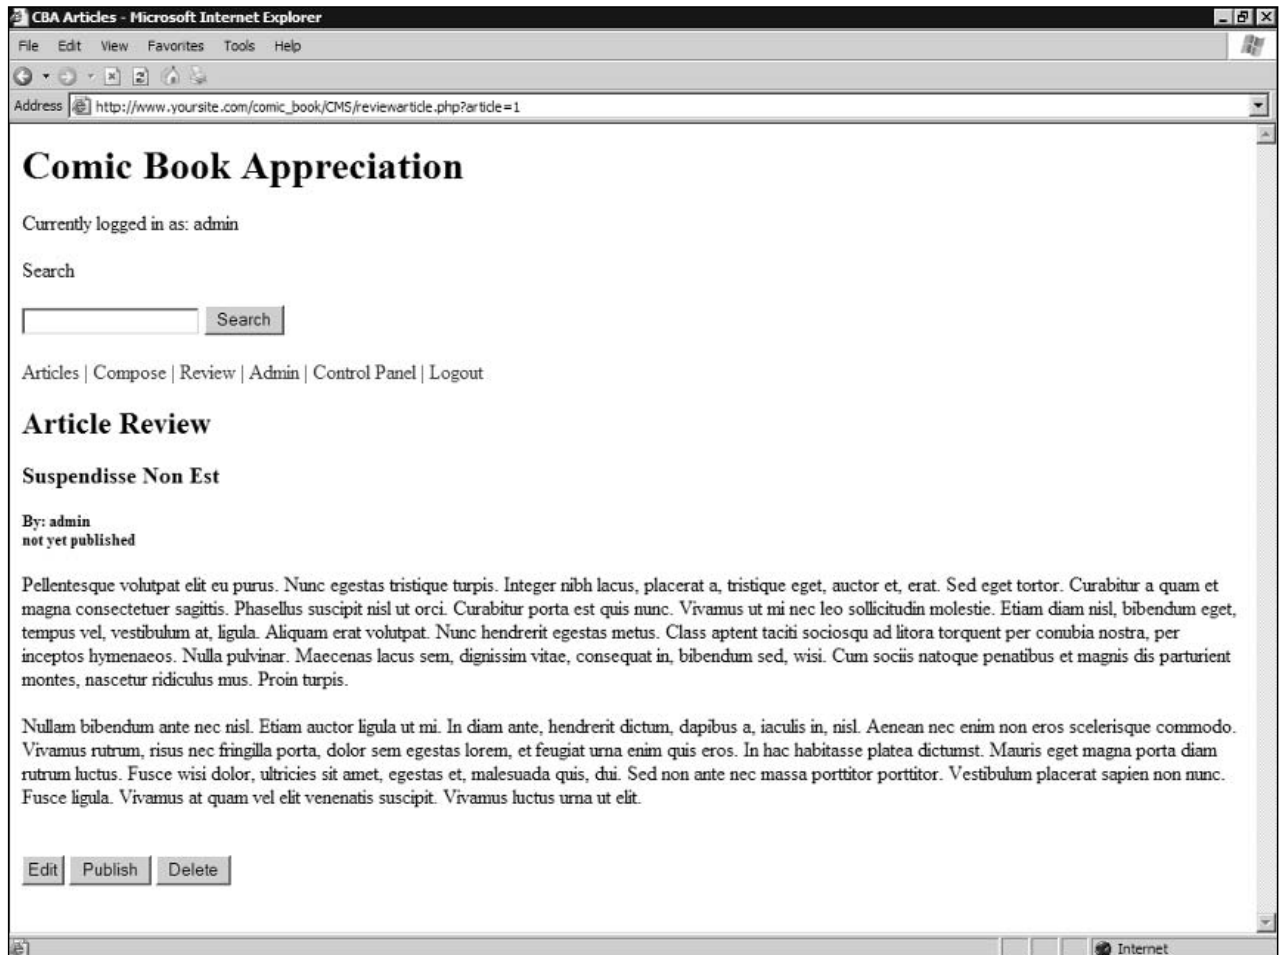 CBA Articles - Microsoft Internet Explorer
File Edit View Favorites Tools Help
Address http://www.yoursite.com/comic_book/CMS/reviewarticle.php?article=1
Comic Book Appreciation
Currently logged in as: admin
Search
Search
Articles | Compose | Review | Admin | Control Panel | Logout
Article Review
Suspendisse Non Est
By: admin
not yet published
Pellentesque volutpat elit eu purus. Nunc egestas tristique turpis. Integer nibh lacus, placerat a, tristique eget, auctor et, erat. Sed eget tortor. Curabitur a quam et
magna consectetuer sagittis. Phasellus suscipit nisl ut orci. Curabitur porta est quis nunc. Vivamus ut mi nec leo sollicitudin molestie. Etiam diam nisl, bibendum eget,
tempus vel, vestibulum at, ligula. Aliquam erat volutpat. Nunc hendrerit egestas metus. Class aptent taciti sociosqu ad litora torquent per conubia nostra, per
inceptos hymenaeos. Nulla pulvinar. Maecenas lacus sem, dignissim vitae, consequat in, bibendum sed, wisi. Cum sociis natoque penatibus et magnis dis parturient
montes, nascetur ridiculus mus. Proin turpis.
Nullam bibendum ante nec nisl. Etiam auctor ligula ut mi. In diam ante, hendrerit dictum, dapibus a, iaculis in, nisl. Aenean nec enim non eros scelerisque commodo.
Vivamus rutrum, risus nec fringilla porta, dolor sem egestas lorem, et feugiat urna enim quis eros. In hac habitasse platea dictumst. Mauris eget magna porta diam
rutrum luctus. Fusce wisi dolor, ultricies sit amet, egestas et, malesuada quis, dui. Sed non ante nec massa porttitor porttitor. Vestibulum placerat sapien non nunc.
Fusce ligula. Vivamus at quam vel elit venenatis suscipit. Vivamus luctus urna ut elit.
Edit Publish Delete
Internet